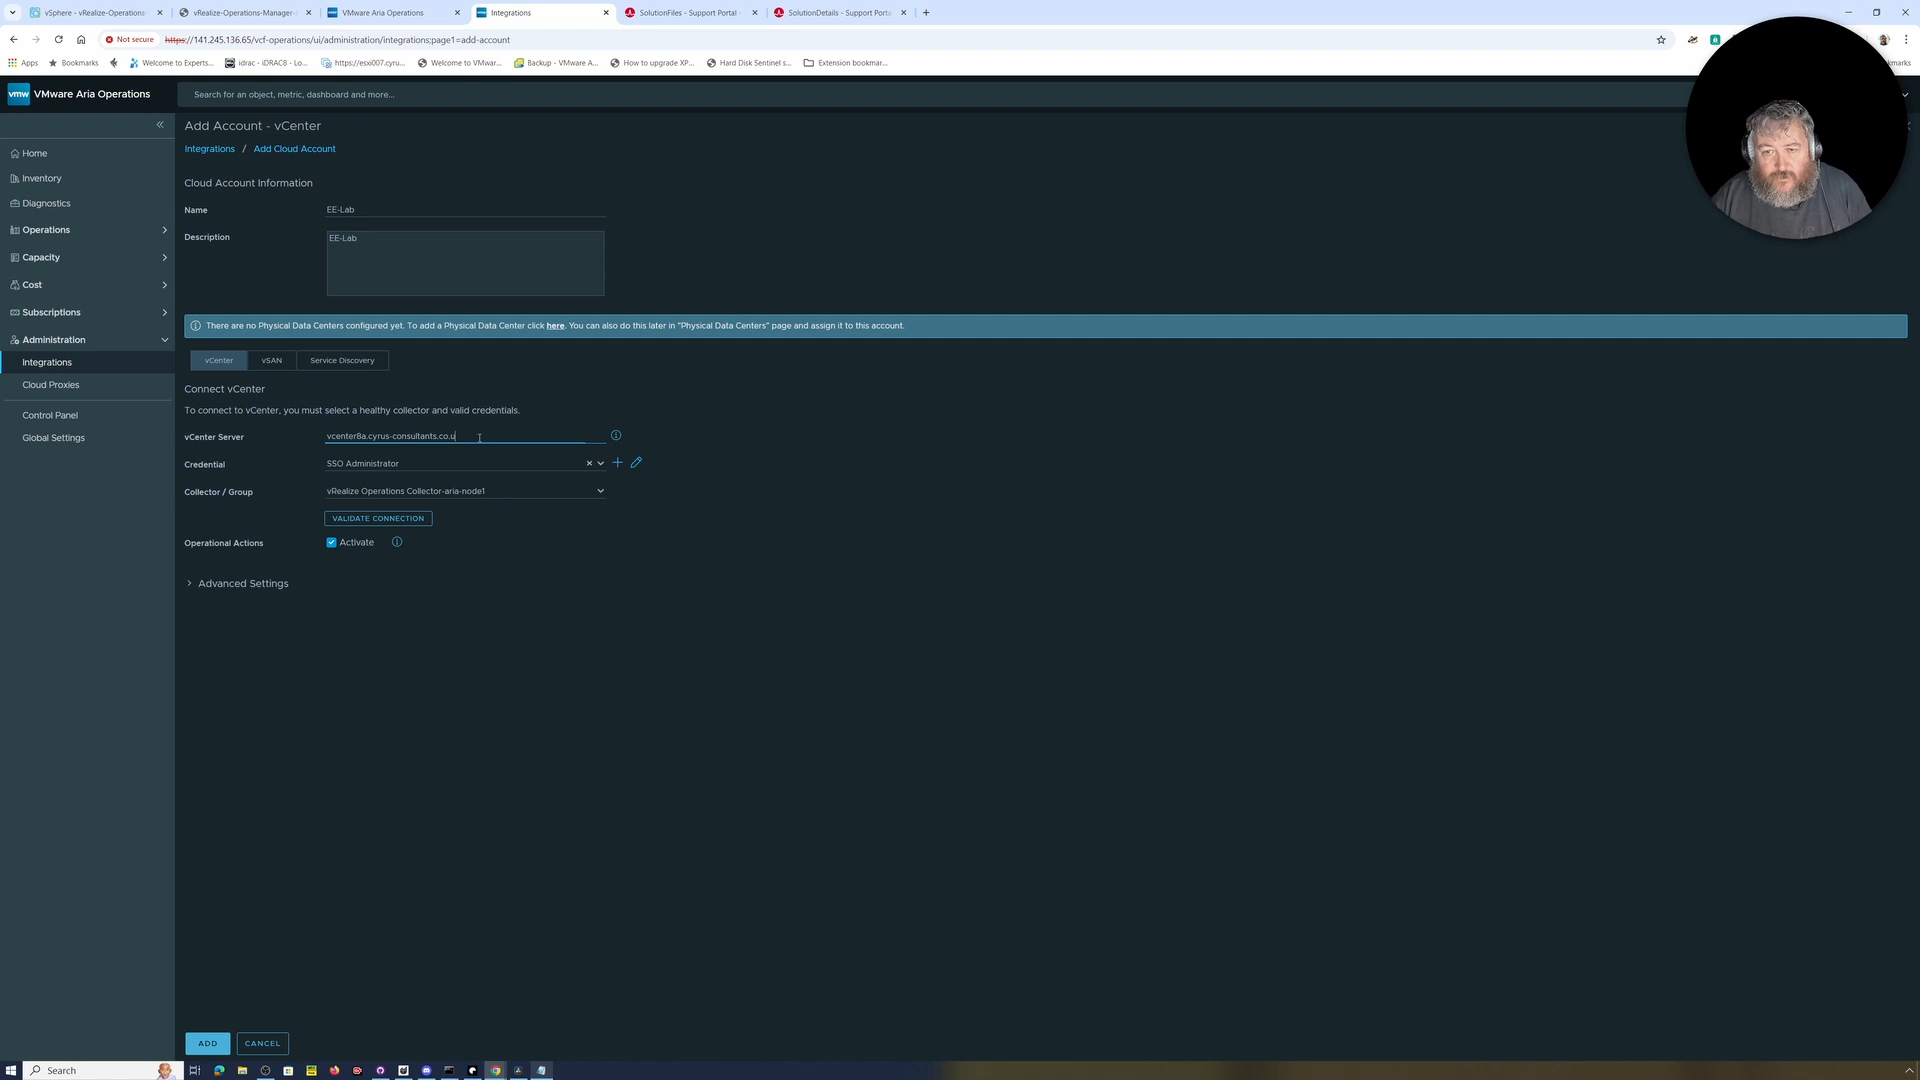 vSphere - vRealize-Operations-
vRealize-Operations-Manager-
VMware Aria Operations
Integrations
SolutionFiles - Support Portal -
SolutionDetails - Support Porta
Not secure
https://141.245.136.65/vcf-operations/ui/administration/integrations;page1=add-account
Apps
Bookmarks
Welcome to Experts...
idrac - iDRAC8 - Lo...
https://esxi007.cyru...
Welcome to VMwar...
Backup - VMware A...
How to upgrade XP...
Hard Disk Sentinel s...
Extension bookmar...
vmw
VMware Aria Operations
Search for an object, metric, dashboard and more...
Home
Inventory
Diagnostics
Operations
Capacity
Cost
Subscriptions
Administration
Integrations
Cloud Proxies
Control Panel
Global Settings
Add Account - vCenter
Integrations / Add Cloud Account
Cloud Account Information
Name
EE-Lab
Description
EE-Lab
There are no Physical Data Centers configured yet. To add a Physical Data Center click here. You can also do this later in "Physical Data Centers" page and assign it to this account.
vCenter
vSAN
Service Discovery
Connect vCenter
To connect to vCenter, you must select a healthy collector and valid credentials.
vCenter Server
vcenter8a.cyrus-consultants.co.u
Credential
SSO Administrator
Collector / Group
vRealize Operations Collector-aria-node1
VALIDATE CONNECTION
Operational Actions
Activate
Advanced Settings
ADD
CANCEL
Search